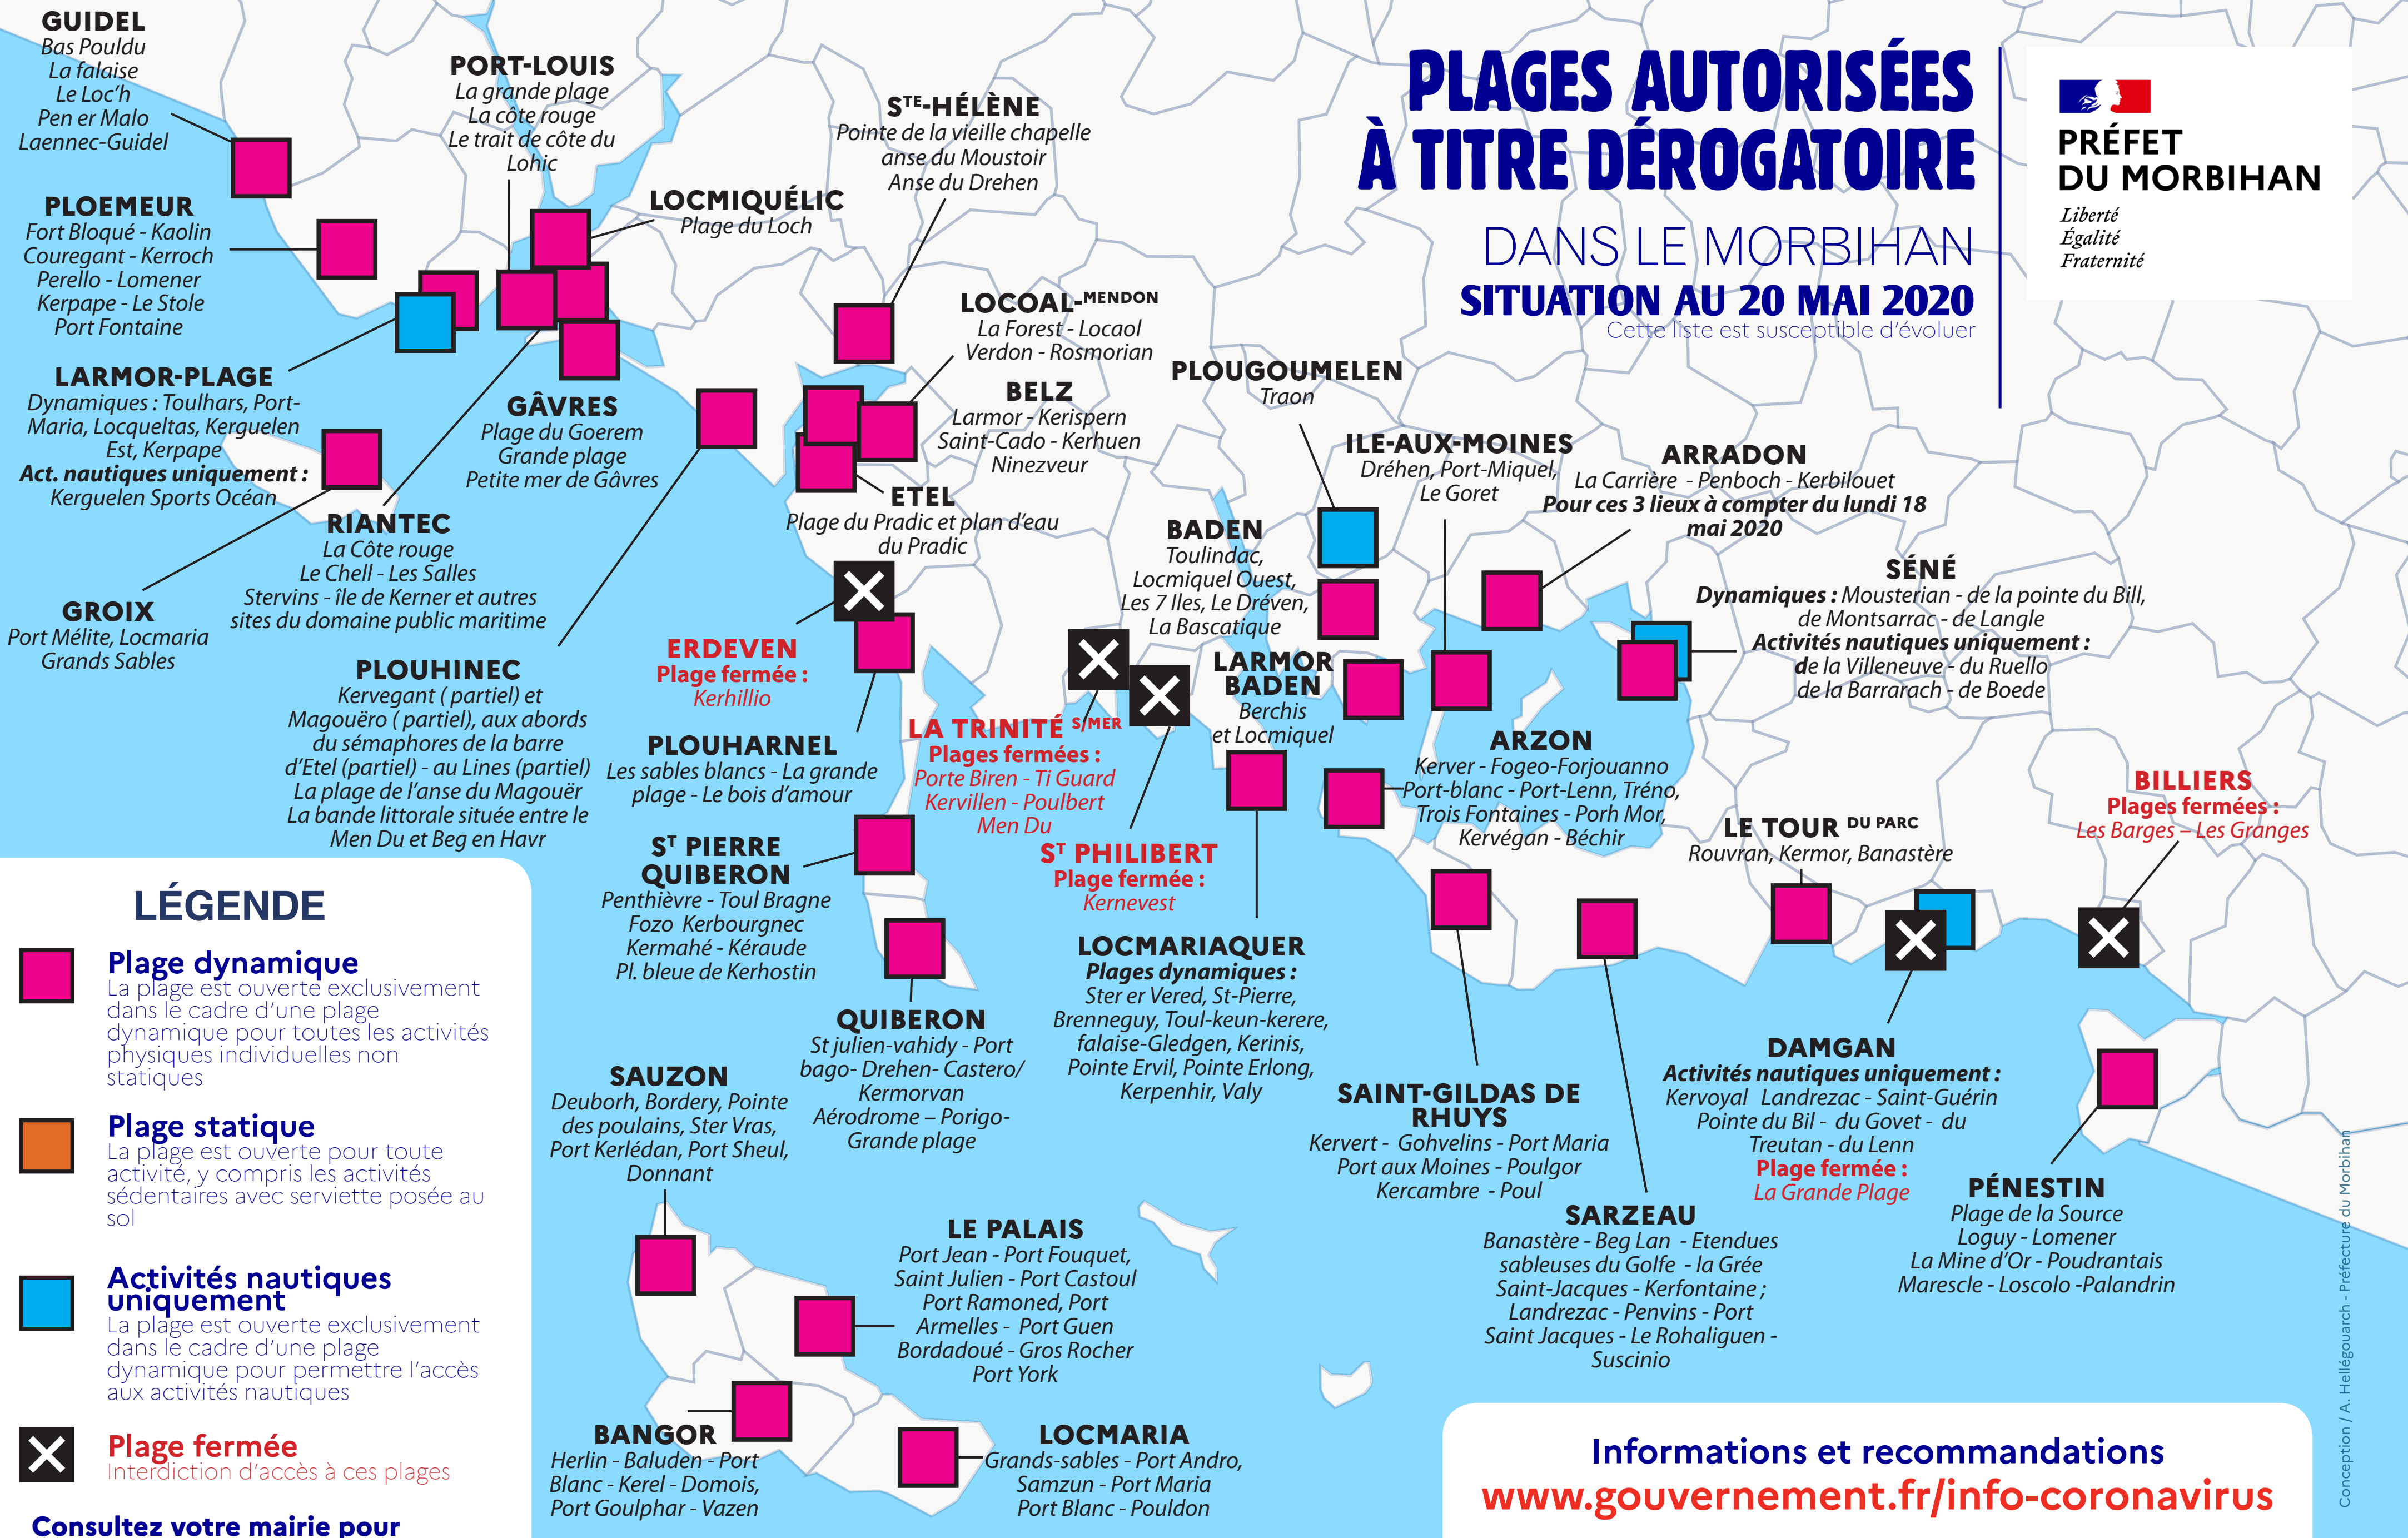 GUIDEL
Bas Pouldu
La falaise
Le Loc’h
Pen er Malo
Laennec-Guidel
PORT-LOUIS
La grande plage
La côte rouge
Le trait de côte du
Lohic
STE-HÉLÈNE
Pointe de la vieille chapelle
anse du Moustoir
Anse du Drehen
PLAGES AUTORISÉES
À TITRE DÉROGATOIRE
DANS LE MORBIHAN
SITUATION AU 20 MAI 2020
Cette liste est susceptible d’évoluer
PRÉFET
DU MORBIHAN
Liberté
Égalité
Fraternité
PLOEMEUR
Fort Bloqué - Kaolin
Couregant - Kerroch
Perello - Lomener
Kerpape - Le Stole
Port Fontaine
LOCMIQUÉLIC
Plage du Loch
LOCOAL-MENDON
La Forest - Locaol
Verdon - Rosmorian
LARMOR-PLAGE
Dynamiques : Toulhars, Port-
Maria, Locqueltas, Kerguelen
Est, Kerpape
Act. nautiques uniquement :
Kerguelen Sports Océan
GÂVRES
Plage du Goerem
Grande plage
Petite mer de Gâvres
BELZ
Larmor - Kerispern
Saint-Cado - Kerhuen
Ninezveur
PLOUGOUMELEN
Traon
ILE-AUX-MOINES
Dréhen, Port-Miquel,
Le Goret
ARRADON
La Carrière - Penboch - Kerbilouet
Pour ces 3 lieux à compter du lundi 18
mai 2020
ETEL
Plage du Pradic et plan d’eau
du Pradic
RIANTEC
La Côte rouge
Le Chell - Les Salles
Stervins - île de Kerner et autres
sites du domaine public maritime
BADEN
Toulindac,
Locmiquel Ouest,
Les 7 Iles, Le Dréven,
La Bascatique
SÉNÉ
Dynamiques : Mousterian - de la pointe du Bill,
de Montsarrac - de Langle
Activités nautiques uniquement :
de la Villeneuve - du Ruello
de la Barrarach - de Boede
GROIX
Port Mélite, Locmaria
Grands Sables
PLOUHINEC
Kervegant ( partiel) et
Magouëro ( partiel), aux abords
du sémaphores de la barre
d’Etel (partiel) - au Lines (partiel)
La plage de l’anse du Magouër
La bande littorale située entre le
Men Du et Beg en Havr
ERDEVEN
Plage fermée :
Kerhillio
LARMOR
BADEN
Berchis
et Locmiquel
PLOUHARNEL
Les sables blancs - La grande
plage - Le bois d’amour
LA TRINITÉ S/MER
Plages fermées :
Porte Biren - Ti Guard
Kervillen - Poulbert
Men Du
ARZON
Kerver - Fogeo-Forjouanno
Port-blanc - Port-Lenn, Tréno,
Trois Fontaines - Porh Mor,
Kervégan - Béchir
BILLIERS
Plages fermées :
Les Barges – Les Granges
LE TOUR DU PARC
Rouvran, Kermor, Banastère
ST PIERRE
QUIBERON
Penthièvre - Toul Bragne
Fozo Kerbourgnec
Kermahé - Kéraude
Pl. bleue de Kerhostin
ST PHILIBERT
Plage fermée :
Kernevest
LOCMARIAQUER
Plages dynamiques :
Ster er Vered, St-Pierre,
Brenneguy, Toul-keun-kerere,
falaise-Gledgen, Kerinis,
Pointe Ervil, Pointe Erlong,
Kerpenhir, Valy
QUIBERON
St julien-vahidy - Port
bago- Drehen- Castero/
Kermorvan
Aérodrome – Porigo-
Grande plage
SAINT-GILDAS DE
RHUYS
Kervert - Gohvelins - Port Maria
Port aux Moines - Poulgor
Kercambre - Poul
DAMGAN
Activités nautiques uniquement :
Kervoyal Landrezac - Saint-Guérin
Pointe du Bil - du Govet - du
Treutan - du Lenn
Plage fermée :
La Grande Plage
PÉNESTIN
Plage de la Source
Loguy - Lomener
La Mine d’Or - Poudrantais
Marescle - Loscolo -Palandrin
SARZEAU
Banastère - Beg Lan - Etendues
sableuses du Golfe - la Grée
Saint-Jacques - Kerfontaine ;
Landrezac - Penvins - Port
Saint Jacques - Le Rohaliguen -
Suscinio
SAUZON
Deuborh, Bordery, Pointe
des poulains, Ster Vras,
Port Kerlédan, Port Sheul,
Donnant
LE PALAIS
Port Jean - Port Fouquet,
Saint Julien - Port Castoul
Port Ramoned, Port
Armelles - Port Guen
Bordadoué - Gros Rocher
Port York
BANGOR
Herlin - Baluden - Port
Blanc - Kerel - Domois,
Port Goulphar - Vazen
LOCMARIA
Grands-sables - Port Andro,
Samzun - Port Maria
Port Blanc - Pouldon
LÉGENDE
Plage dynamique
La plage est ouverte exclusivement
dans le cadre d’une plage
dynamique pour toutes les activités
physiques individuelles non
statiques
Plage statique
La plage est ouverte pour toute
activité, y compris les activités
sédentaires avec serviette posée au
sol
Activités nautiques
uniquement
La plage est ouverte exclusivement
dans le cadre d’une plage
dynamique pour permettre l’accès
aux activités nautiques
Plage fermée
Interdiction d’accès à ces plages
Consultez votre mairie pour
Informations et recommandations
www.gouvernement.fr/info-coronavirus
Conception / A. Hellégouarch - Préfecture du Morbihan